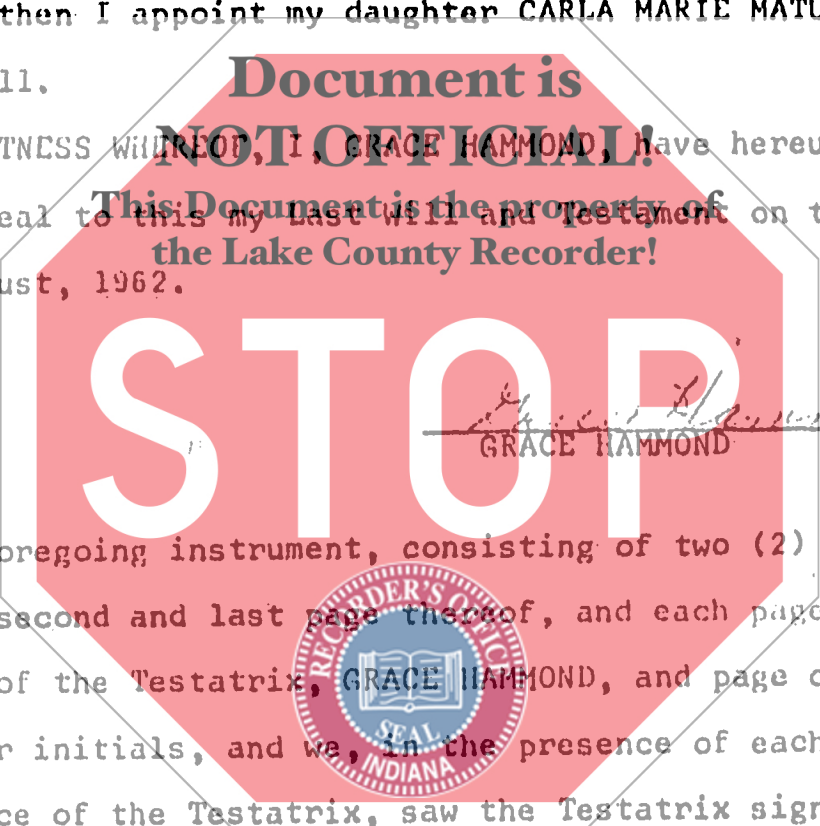 then I appoint my daughter CARLA MARIE MATU
ll.
Document is
NOT OFFICIAL!
TNESS WHEREOF, I, GRACE HAMMOND, have hereu
This Document is the property of
eal to this my Last Will and Testament on t
the Lake County Recorder!
ust, 1962.
STOP
GRACE HAMMOND
oregoing instrument, consisting of two (2)
second and last page thereof, and each page
of the Testatrix, GRACE HAMMOND, and page o
r initials, and we, in the presence of each
ce of the Testatrix, saw the Testatrix sign
RECORDER'S OFFICE
SEAL
INDIANA